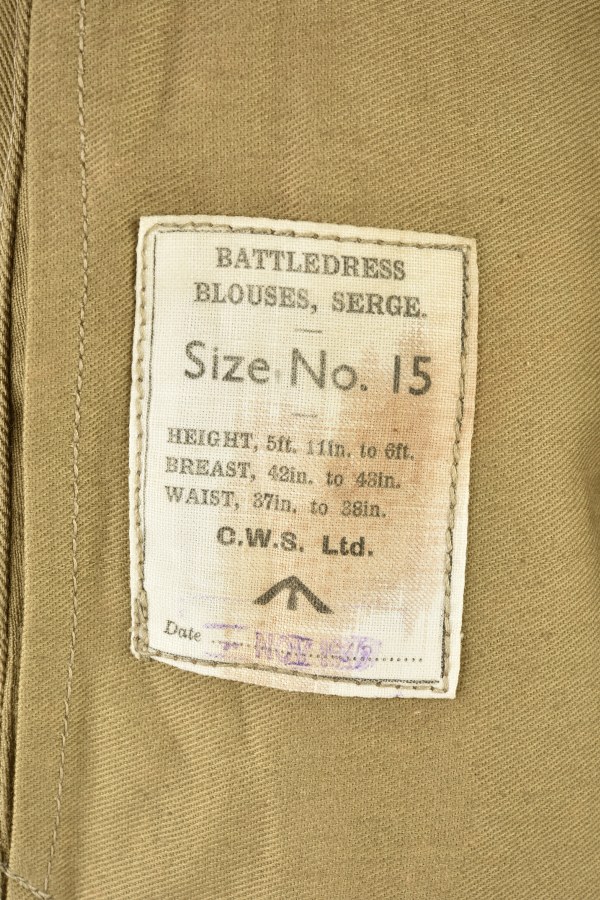 BATTLEDRESS
BLOUSES, SERGE.
Size No. 15
HEIGHT, 5ft. 11in. to 6ft.
BREAST, 42in. to 43in.
WAIST, 37in. to 38in.
C.W.S. Ltd.
Date NOV